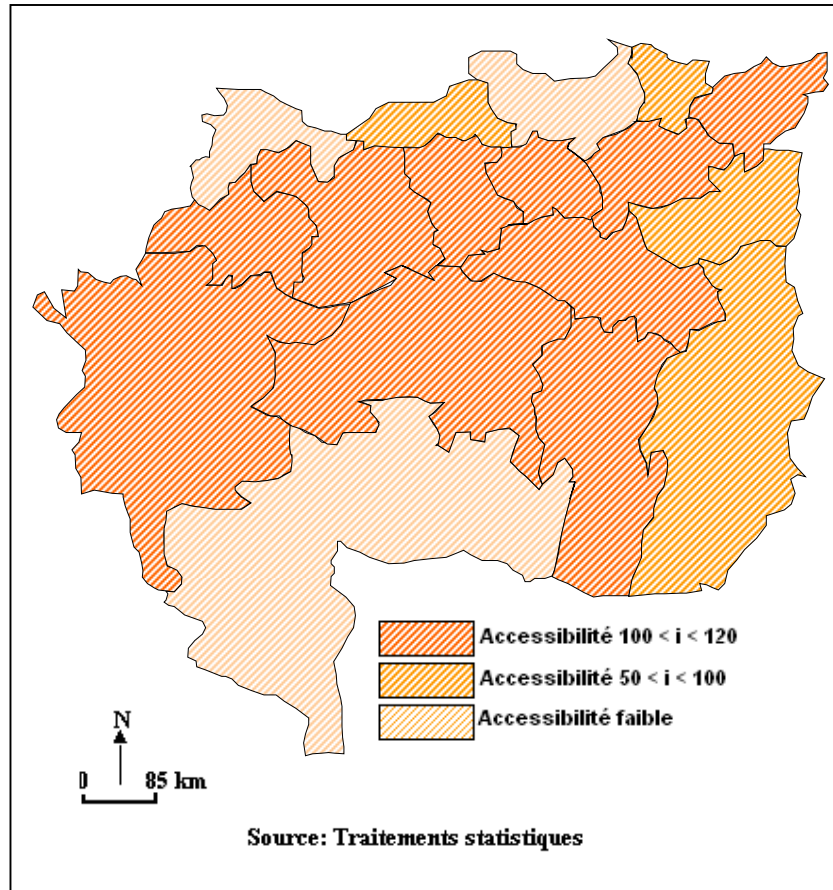 Accessibilité 100 < i < 120
Accessibilité 50 < i < 100
Accessibilité faible
N
0 85 km
Source: Traitements statistiques